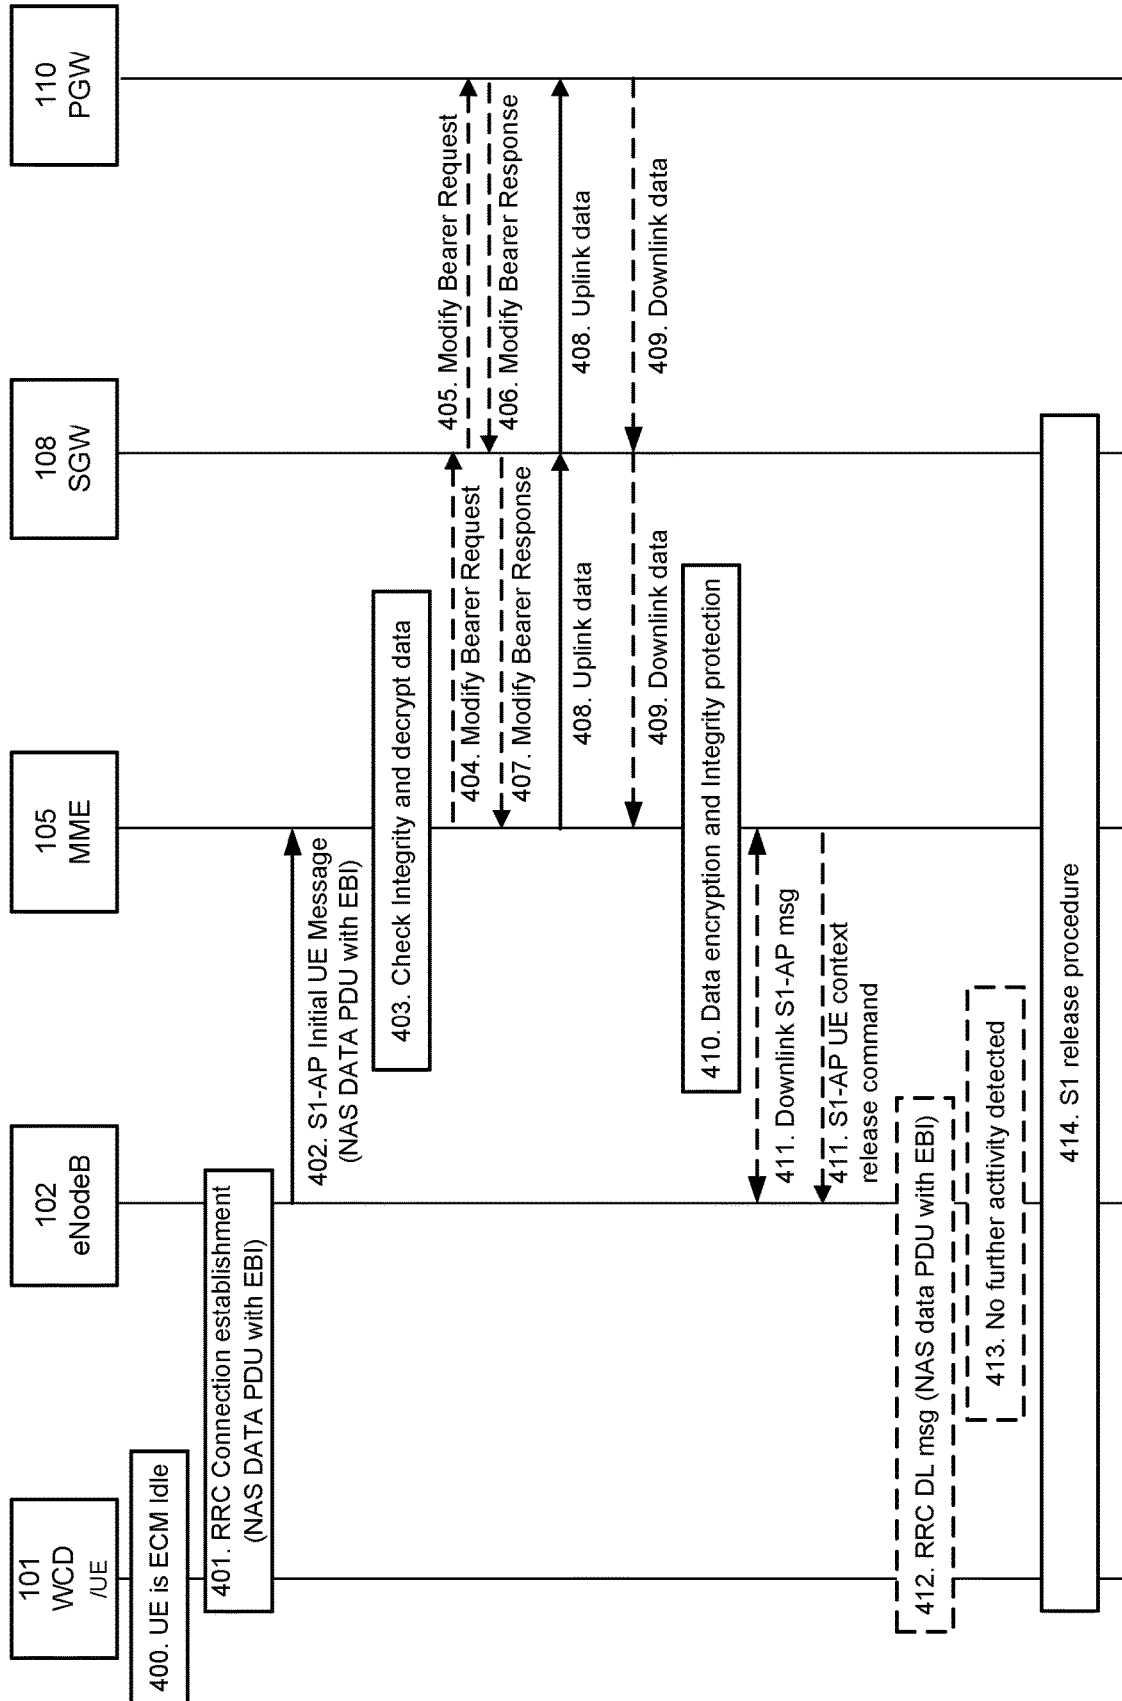 101
WCD
/UE
102
eNodeB
105
MME
108
SGW
110
PGW
400. UE is ECM Idle
401. RRC Connection establishment
(NAS DATA PDU with EBI)
402. S1-AP Initial UE Message
(NAS DATA PDU with EBI)
403. Check Integrity and decrypt data
404. Modify Bearer Request
405. Modify Bearer Request
406. Modify Bearer Response
407. Modify Bearer Response
408. Uplink data
408. Uplink data
409. Downlink data
409. Downlink data
410. Data encryption and Integrity protection
411. Downlink S1-AP msg
411. S1-AP UE context
release command
412. RRC DL msg (NAS data PDU with EBI)
413. No further acttivity detected
414. S1 release procedure